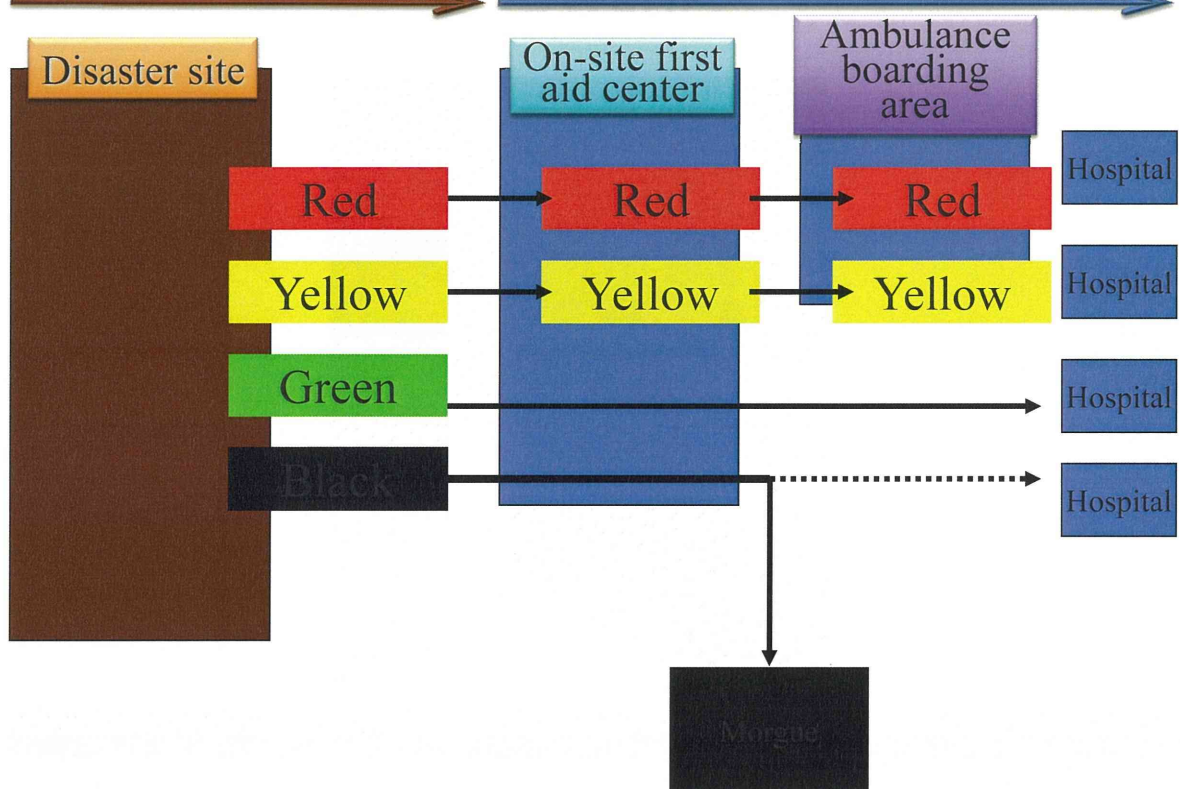 Disaster site
On-site first
aid center
Ambulance
boarding
area
Red
Red
Red
Hospital
Yellow
Yellow
Yellow
Hospital
Green
Hospital
Black
Hospital
Morgue